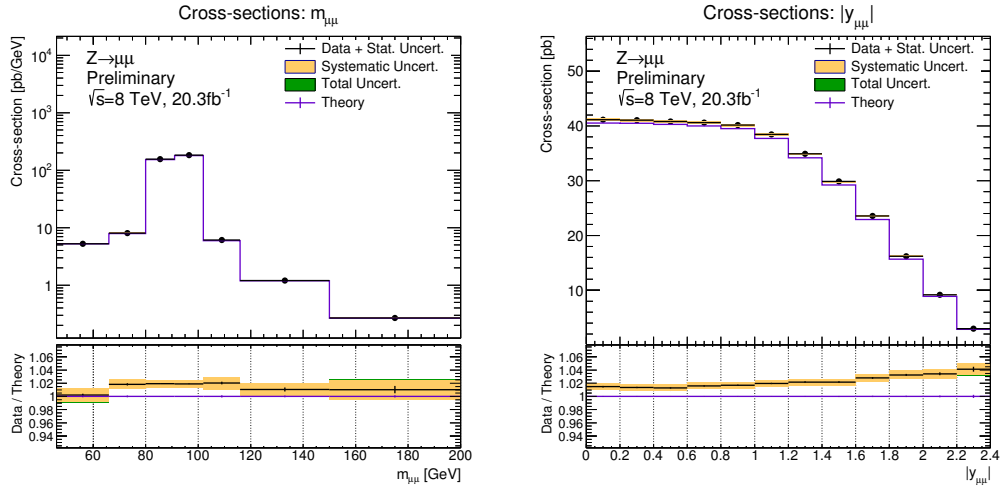 Cross-sections: m_μμ
Cross-section [pb/GeV]
10⁴
10³
10²
10
1
Z→μμ
Preliminary
√s=8 TeV, 20.3fb⁻¹
Data + Stat. Uncert.
Systematic Uncert.
Total Uncert.
Theory
Data / Theory
1.06
1.04
1.02
1
0.98
0.96
0.94
60 80 100 120 140 160 180 200
m_μμ [GeV]
Cross-sections: |y_μμ|
Cross-section [pb]
50
40
30
20
10
0
Z→μμ
Preliminary
√s=8 TeV, 20.3fb⁻¹
Data + Stat. Uncert.
Systematic Uncert.
Total Uncert.
Theory
Data / Theory
1.06
1.04
1.02
1
0.98
0.96
0.94
0 0.2 0.4 0.6 0.8 1 1.2 1.4 1.6 1.8 2 2.2 2.4
|y_μμ|